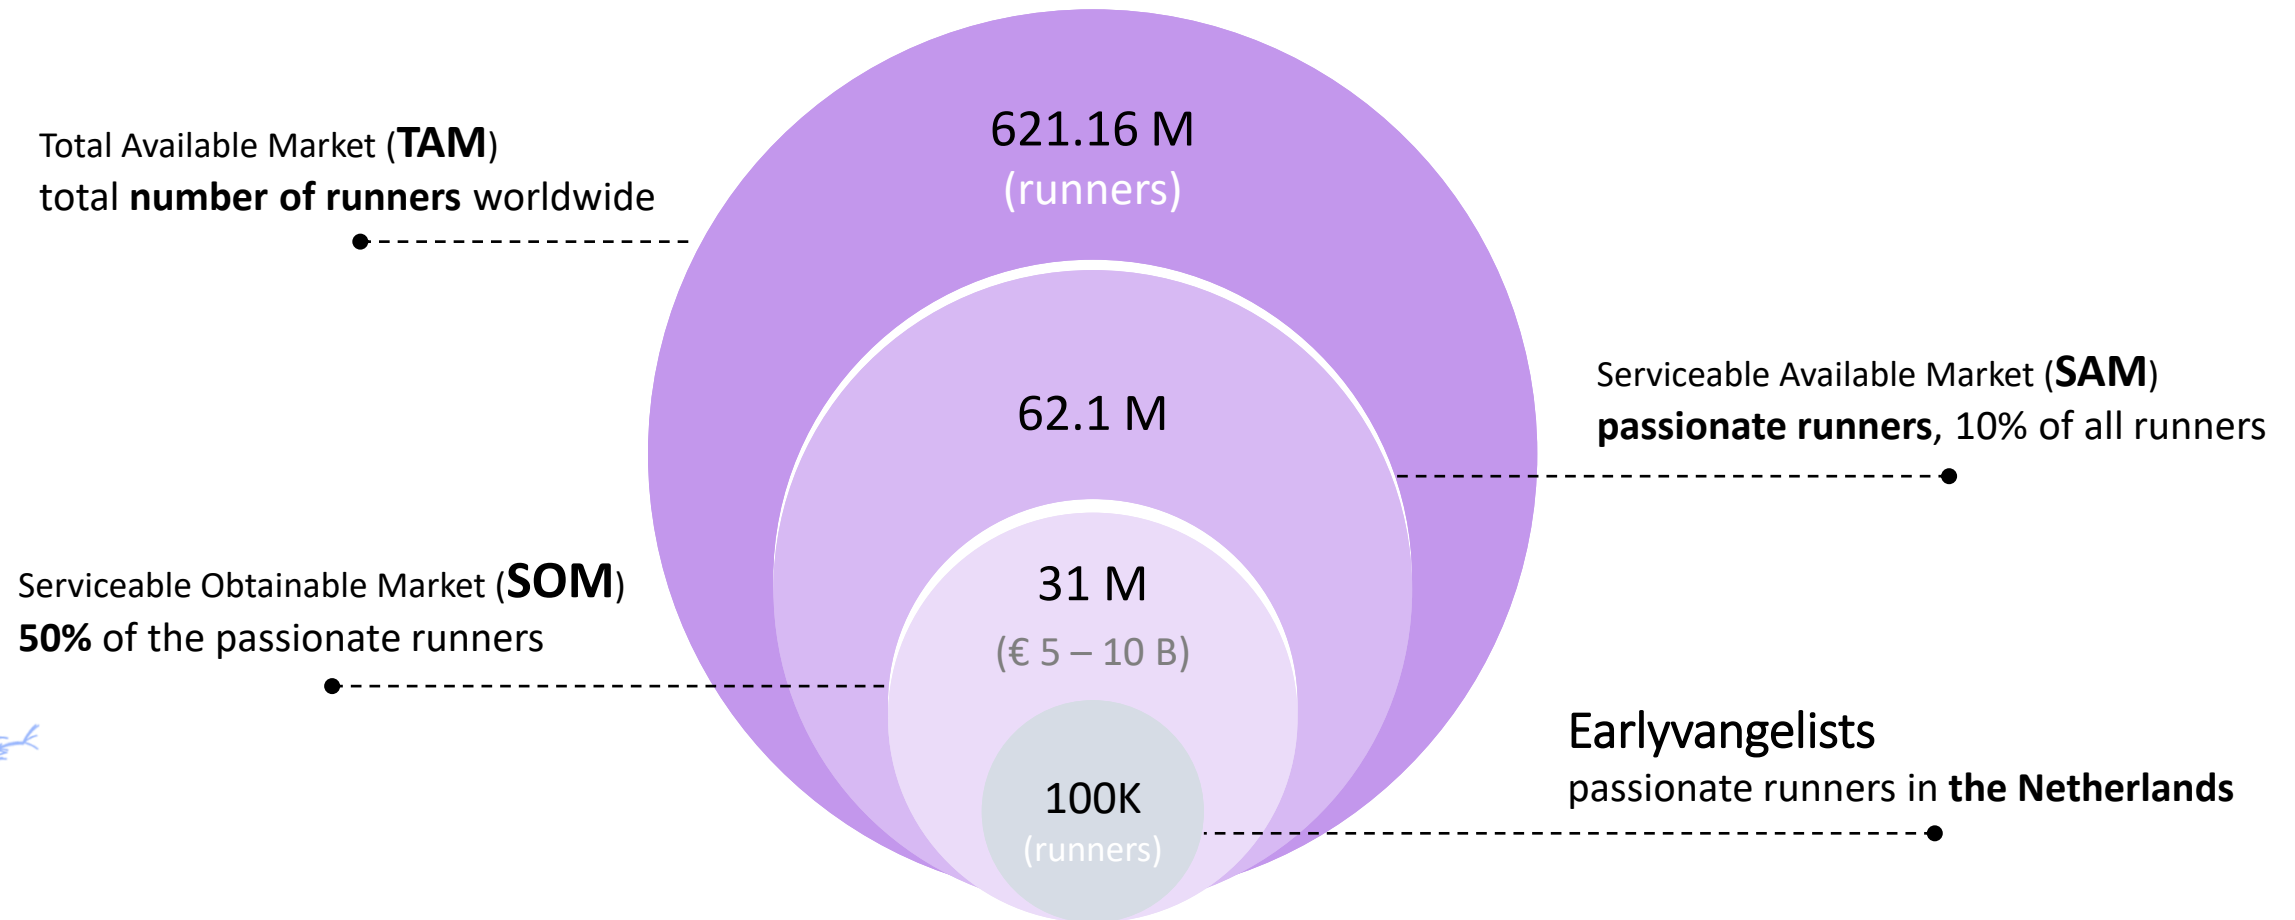 Total Available Market (TAM)
total number of runners worldwide
621.16 M
(runners)
62.1 M
Serviceable Available Market (SAM)
passionate runners, 10% of all runners
Serviceable Obtainable Market (SOM)
50% of the passionate runners
31 M
(€ 5 – 10 B)
Earlyvangelists
passionate runners in the Netherlands
100K
(runners)